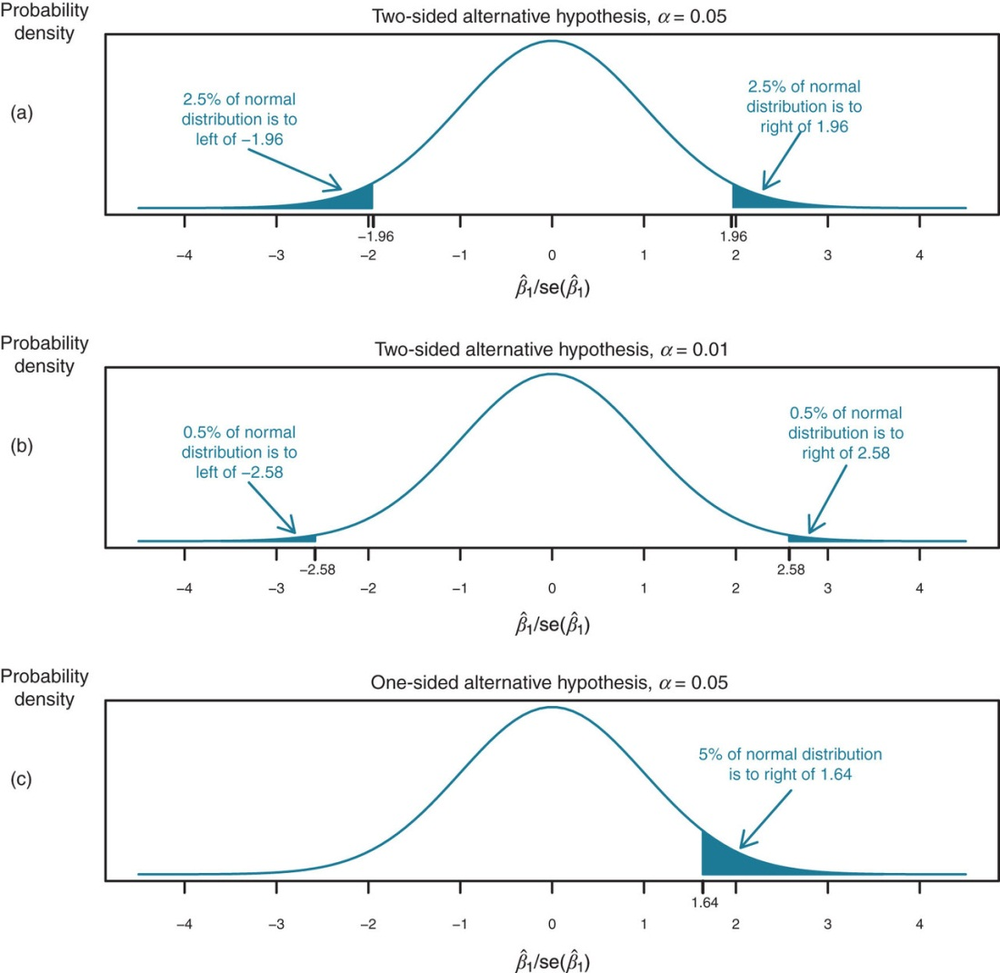 Probability
density
Two-sided alternative hypothesis, α = 0.05
(a)
2.5% of normal
distribution is to
left of −1.96
2.5% of normal
distribution is to
right of 1.96
−1.96
1.96
−4 −3 −2 −1 0 1 2 3 4
β̂₁/se(β̂₁)
Probability
density
Two-sided alternative hypothesis, α = 0.01
(b)
0.5% of normal
distribution is to
left of −2.58
0.5% of normal
distribution is to
right of 2.58
−2.58
2.58
−4 −3 −2 −1 0 1 2 3 4
β̂₁/se(β̂₁)
Probability
density
One-sided alternative hypothesis, α = 0.05
(c)
5% of normal distribution
is to right of 1.64
1.64
−4 −3 −2 −1 0 1 2 3 4
β̂₁/se(β̂₁)